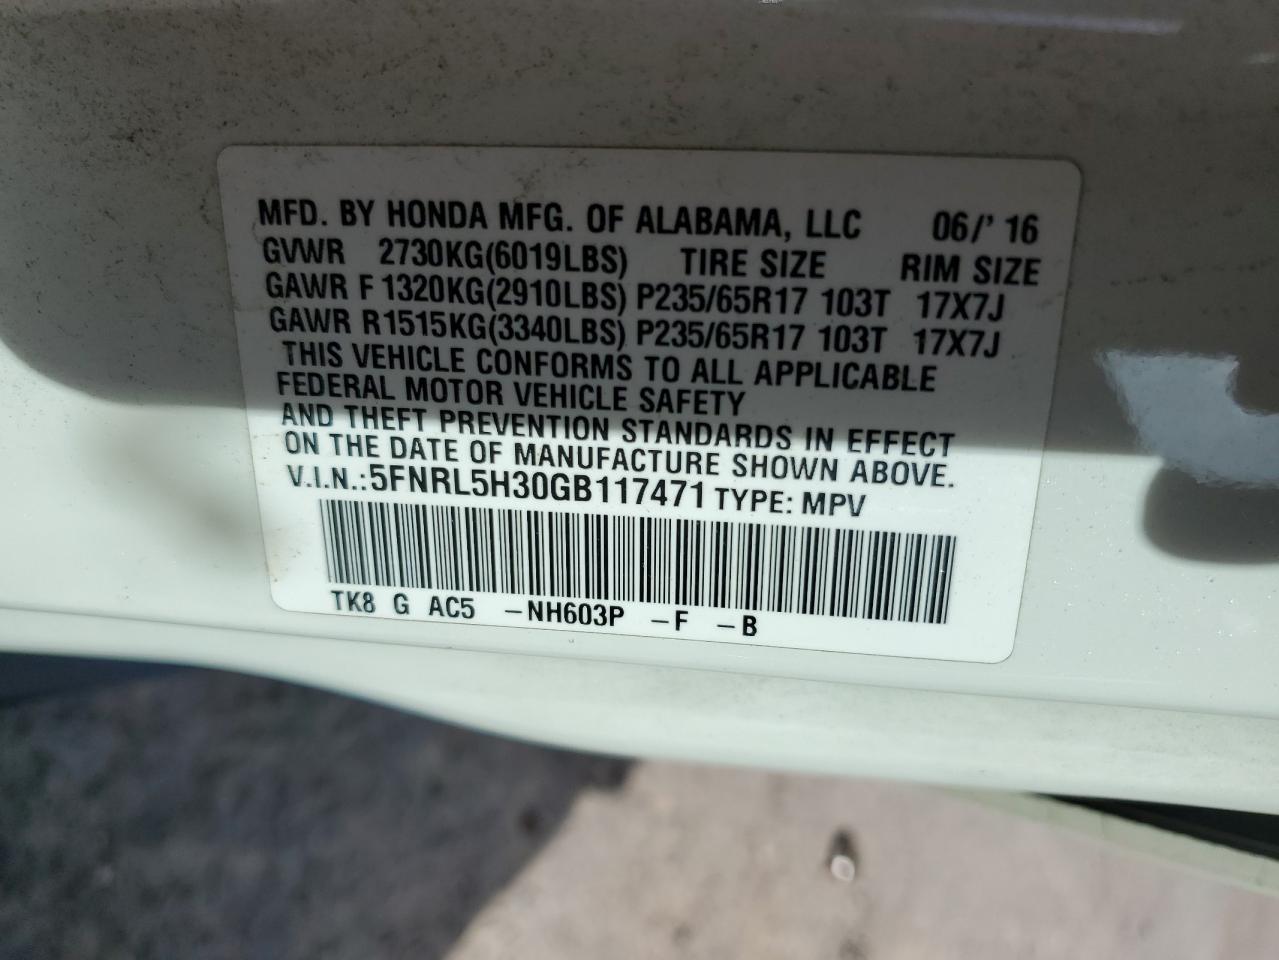 MFD. BY HONDA MFG. OF ALABAMA, LLC 06/' 16
GVWR 2730KG(6019LBS) TIRE SIZE RIM SIZE
GAWR F 1320KG(2910LBS) P235/65R17 103T 17X7J
GAWR R1515KG(3340LBS) P235/65R17 103T 17X7J
THIS VEHICLE CONFORMS TO ALL APPLICABLE
FEDERAL MOTOR VEHICLE SAFETY
AND THEFT PREVENTION STANDARDS IN EFFECT
ON THE DATE OF MANUFACTURE SHOWN ABOVE.
V.I.N.:5FNRL5H30GB117471 TYPE: MPV
TK8 G AC5 -NH603P -F -B